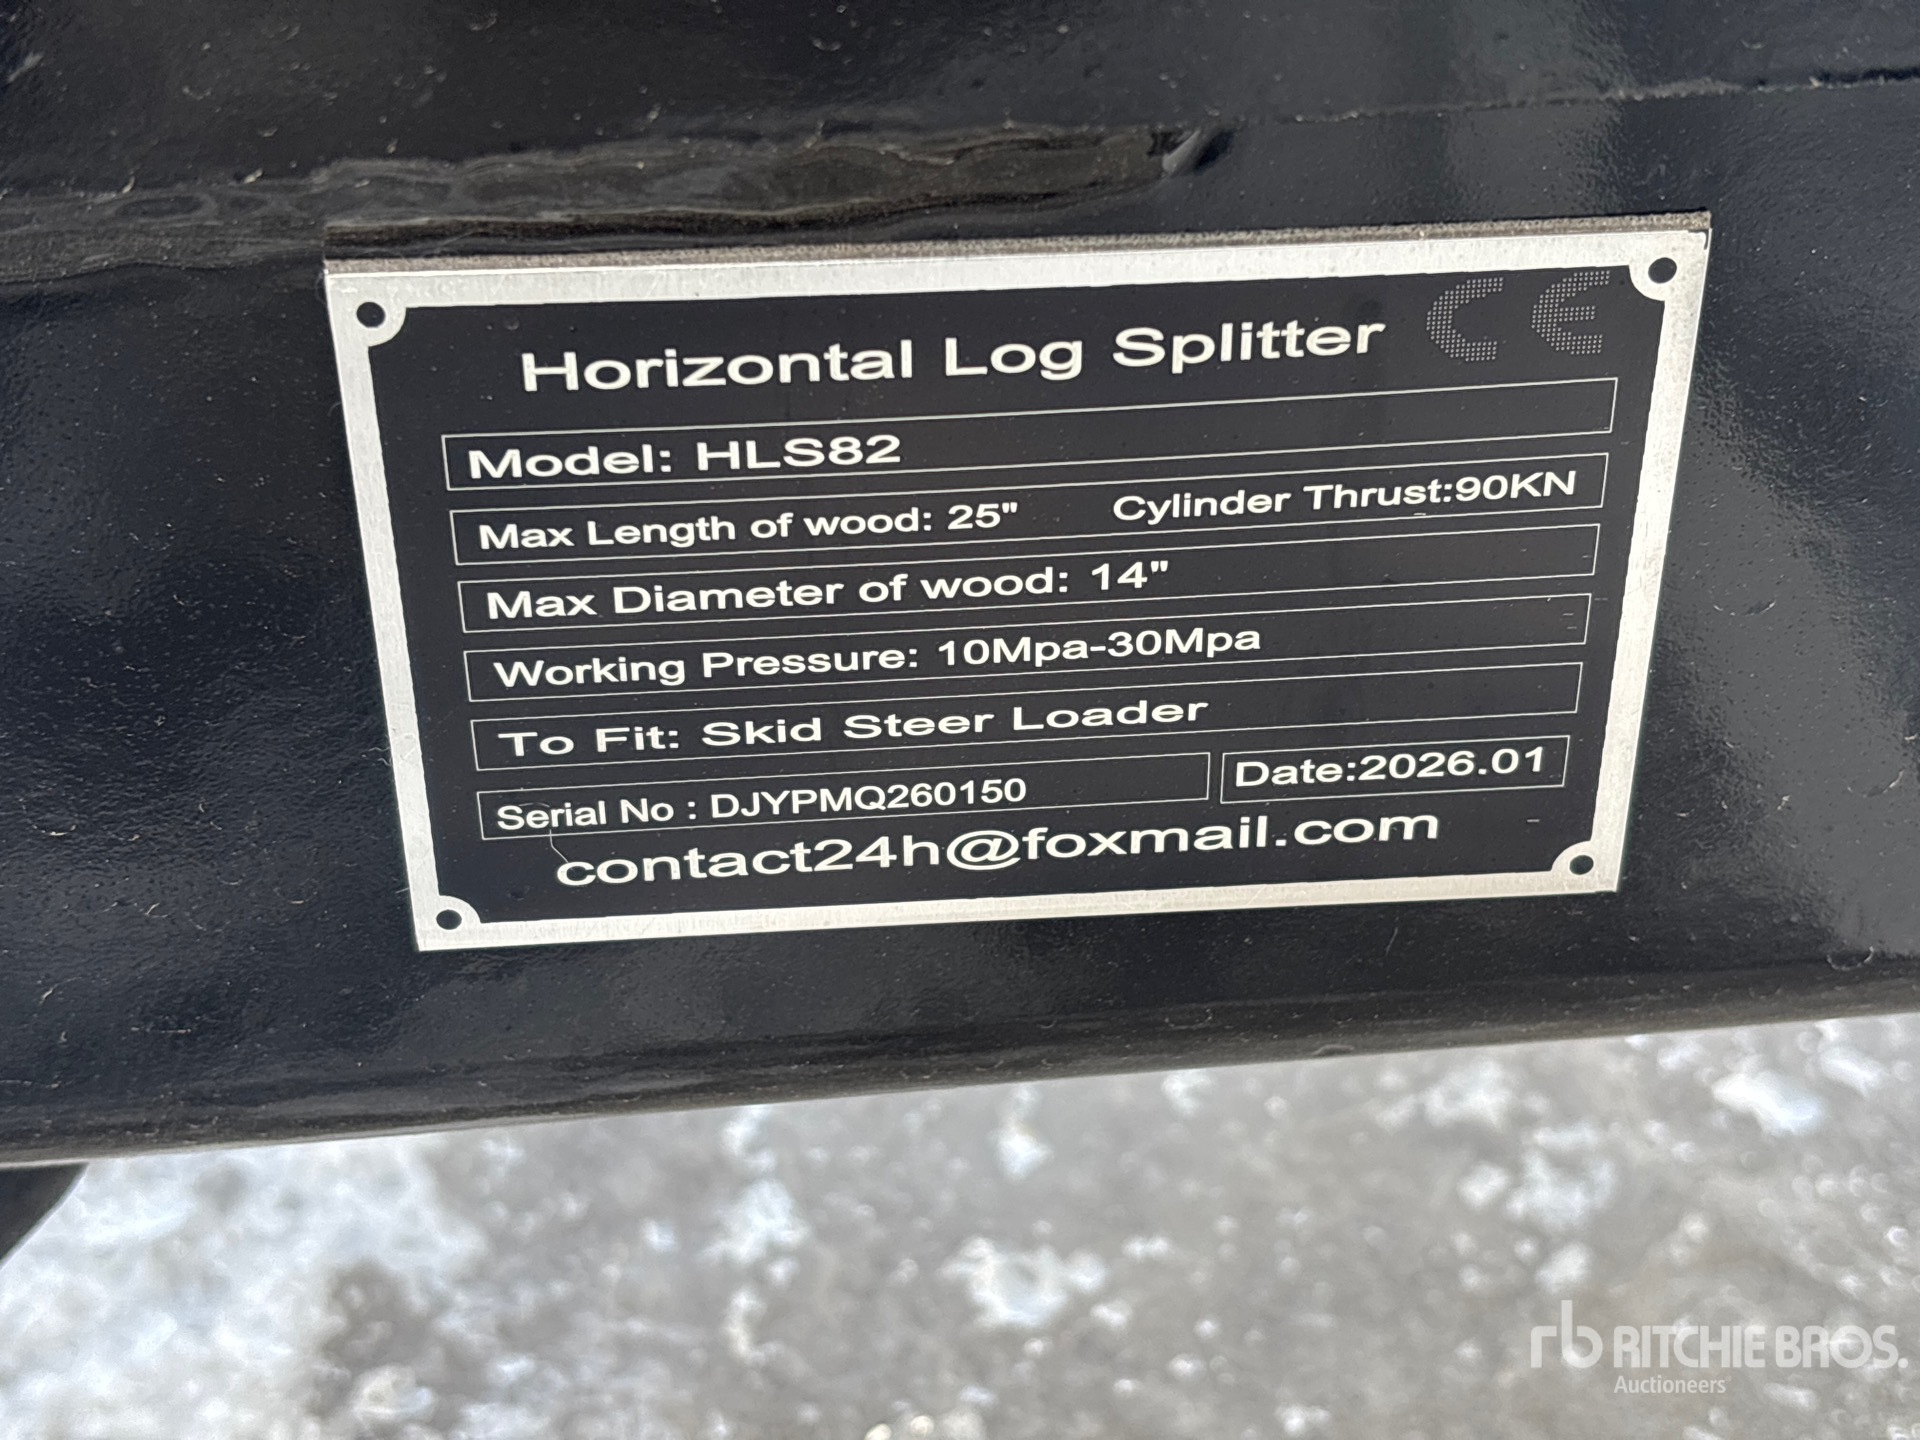 Horizontal Log Splitter CE
Model: HLS82
Max Length of wood: 25" Cylinder Thrust:90KN
Max Diameter of wood: 14"
Working Pressure: 10Mpa-30Mpa
To Fit: Skid Steer Loader
Serial No : DJYPMQ260150 Date:2026.01
contact24h@foxmail.com
rb RITCHIE BROS.
Auctioneers